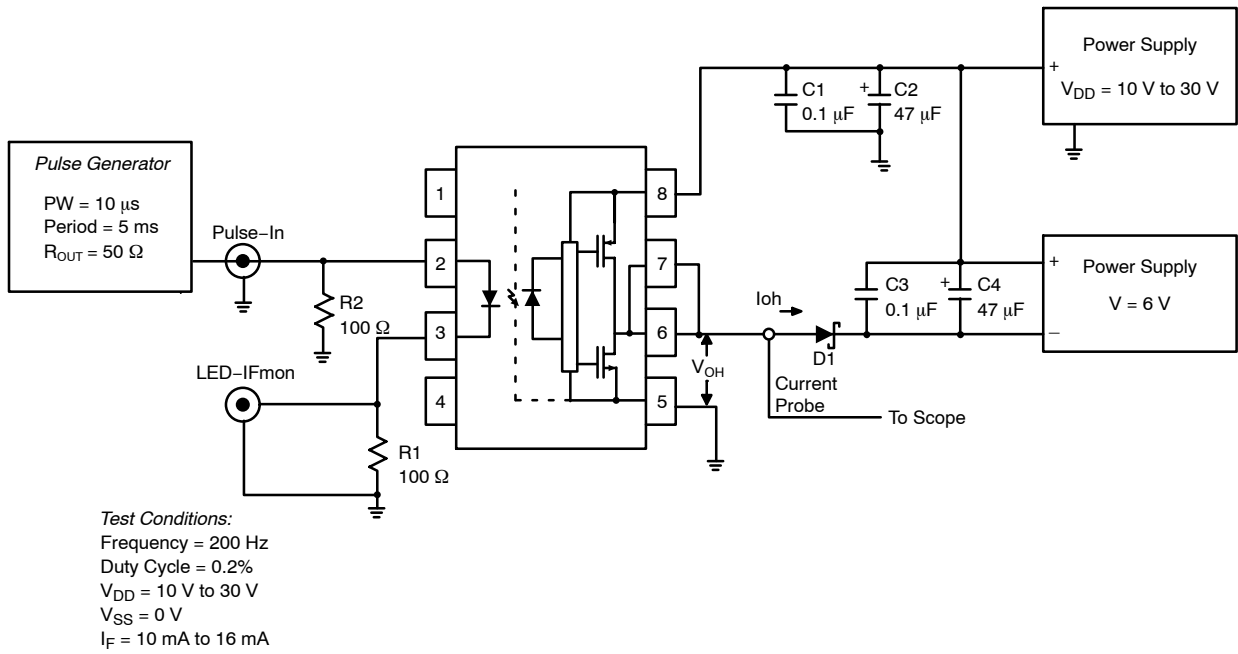 Power Supply
+
V_DD = 10 V to 30 V
C1
0.1 μF
+
C2
47 μF
Pulse Generator
PW = 10 μs
Period = 5 ms
R_OUT = 50 Ω
Pulse−In
R2
100 Ω
1
2
3
4
8
7
6
5
C3
0.1 μF
+
C4
47 μF
+
Power Supply
V = 6 V
−
Ioh
D1
V_OH
Current
Probe
To Scope
LED−IFmon
R1
100 Ω
Test Conditions:
Frequency = 200 Hz
Duty Cycle = 0.2%
V_DD = 10 V to 30 V
V_SS = 0 V
I_F = 10 mA to 16 mA